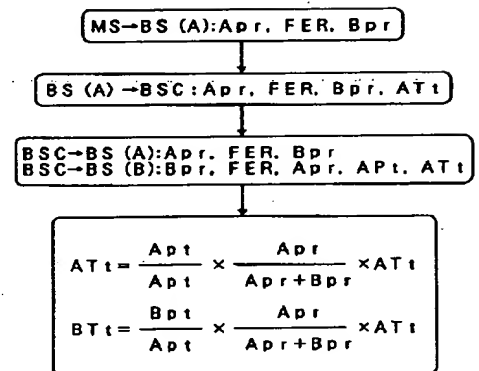 MS→BS (A):Apr, FER, Bpr
BS (A)→BSC:Apr, FER, Bpr, ATt
BSC→BS (A):Apr, FER, Bpr
BSC→BS (B):Bpr, FER, Apr, APt, ATt
ATt= Apt/Apt × Apr/Apr+Bpr ×ATt
BTt= Bpt/Apt × Apr/Apr+Bpr ×ATt